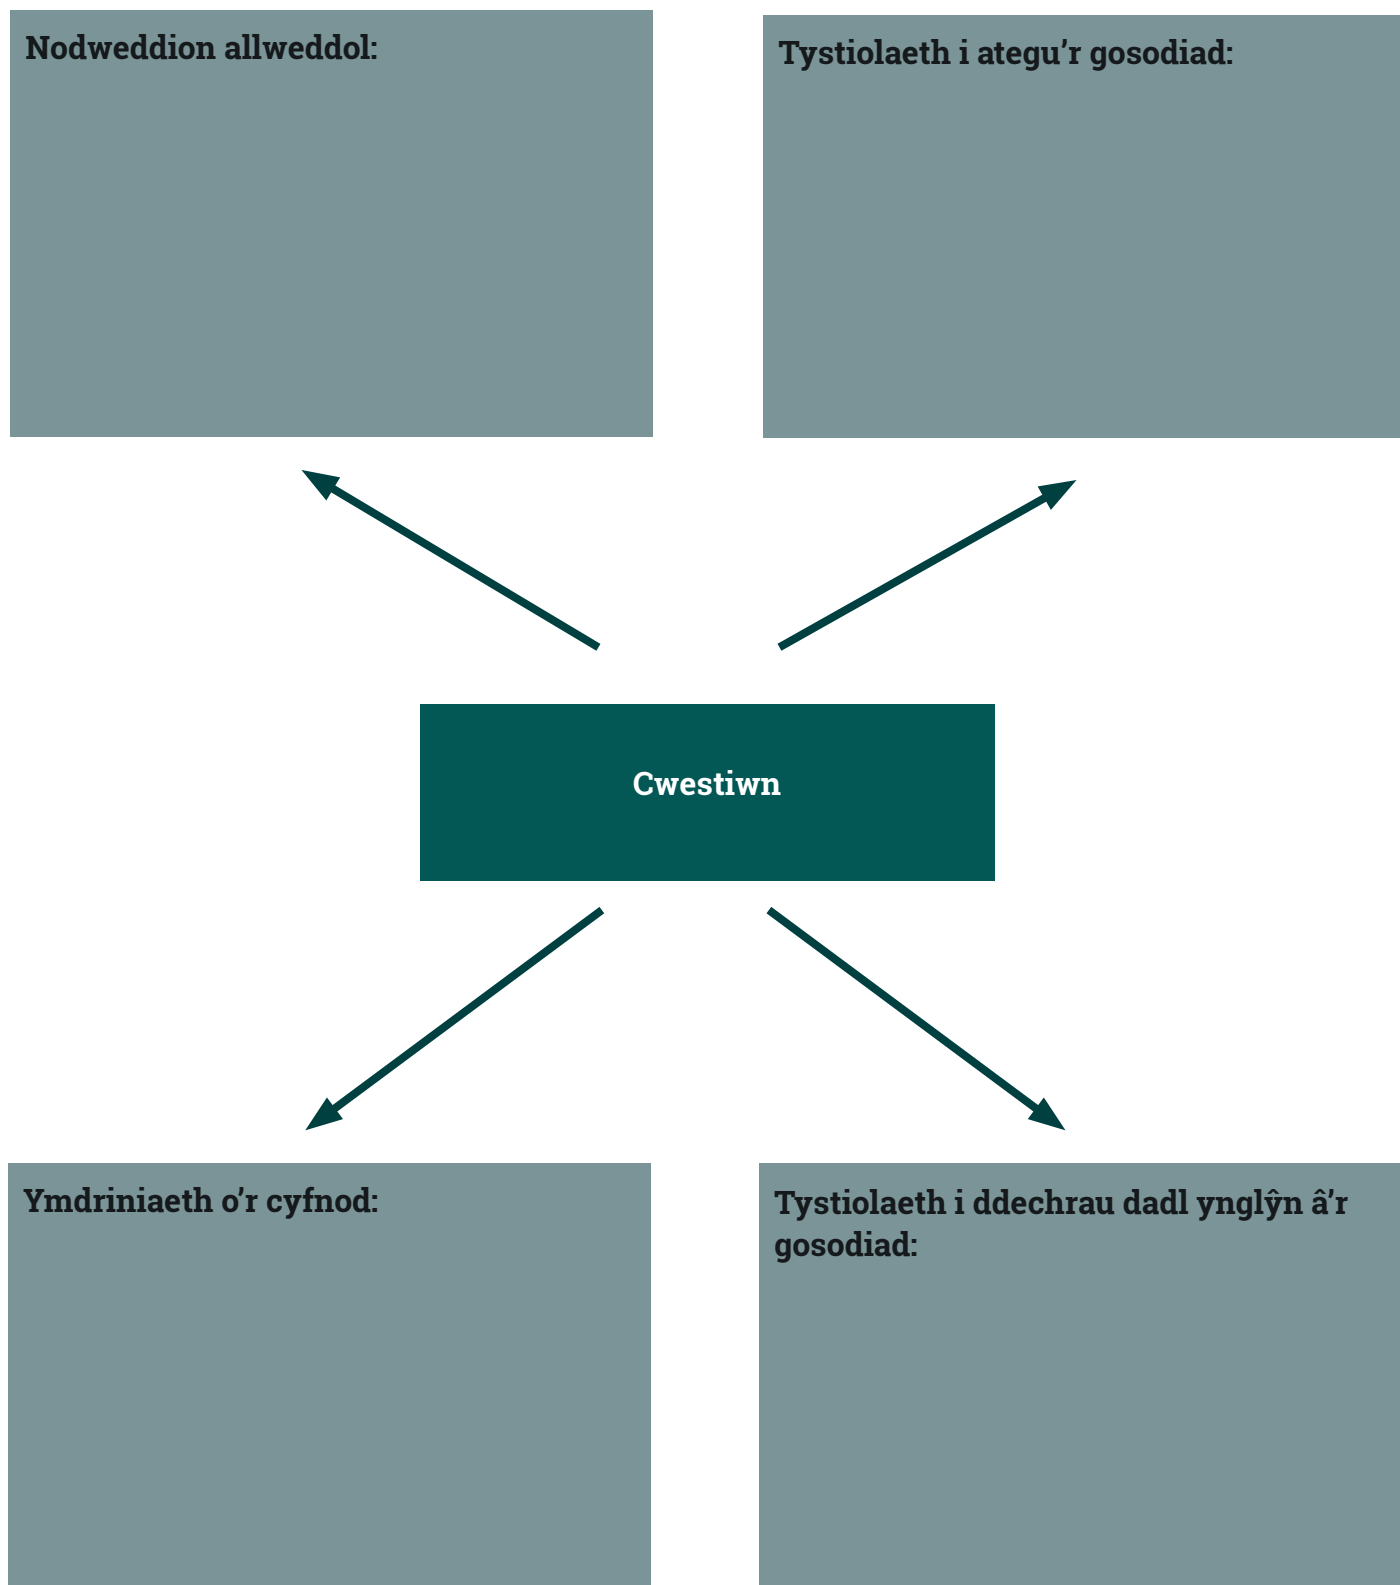 Nodweddion allweddol:
Tystiolaeth i ategu’r gosodiad:
Cwestiwn
Ymdriniaeth o’r cyfnod:
Tystiolaeth i ddechrau dadl ynglŷn â’r
gosodiad: